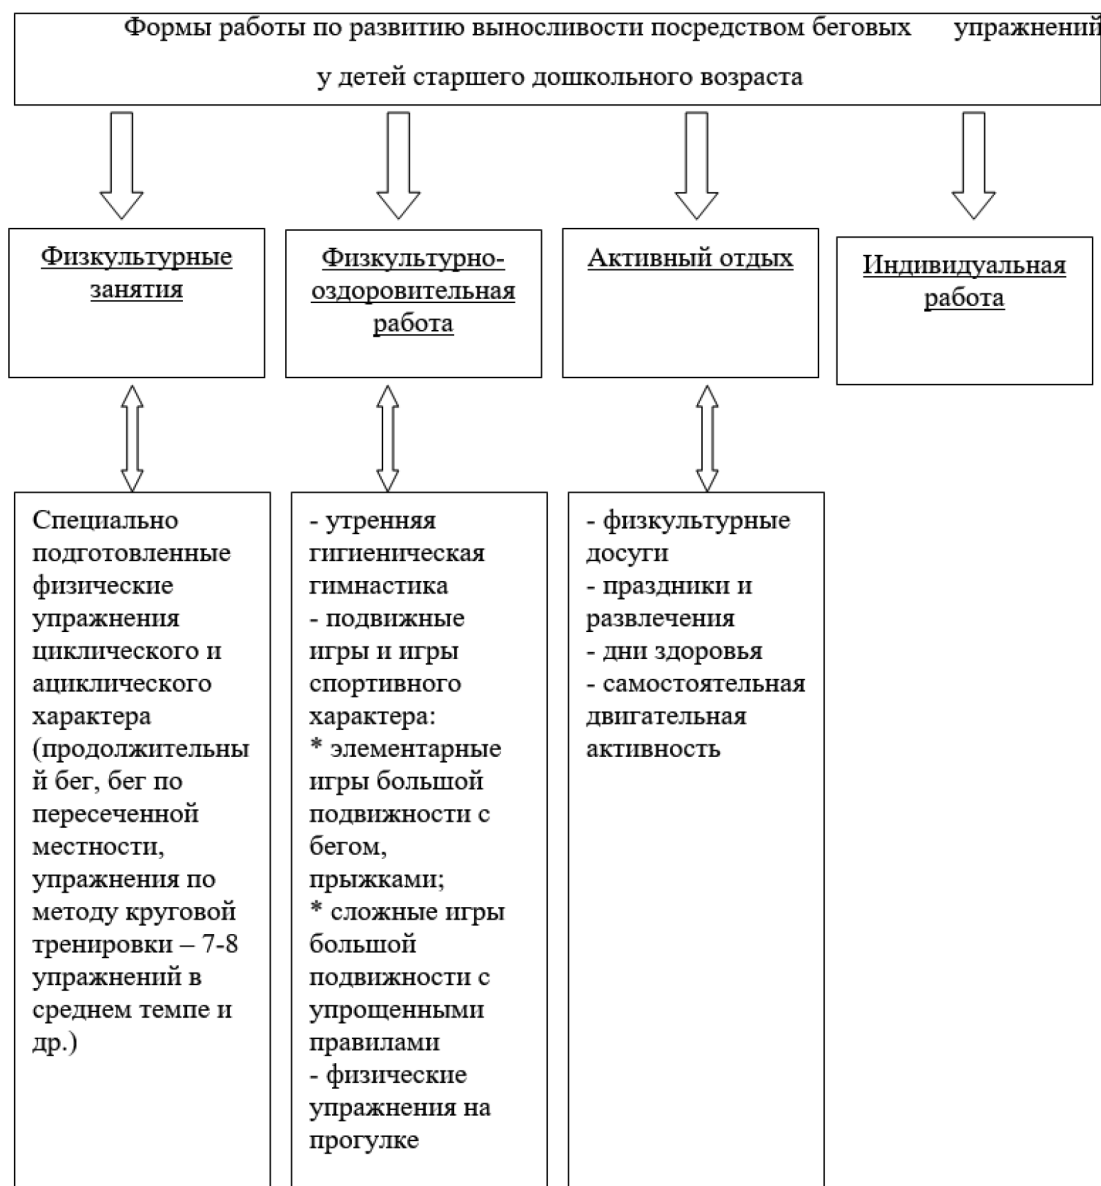 Формы работы по развитию выносливости посредством беговых упражнений
у детей старшего дошкольного возраста
Физкультурные
занятия
Физкультурно-
оздоровительная
работа
Активный отдых
Индивидуальная
работа
Специально
подготовленные
физические
упражнения
циклического и
ациклического
характера
(продолжительны
й бег, бег по
пересеченной
местности,
упражнения по
методу круговой
тренировки – 7-8
упражнений в
среднем темпе и
др.)
- утренняя
гигиеническая
гимнастика
- подвижные
игры и игры
спортивного
характера:
* элементарные
игры большой
подвижности с
бегом,
прыжками;
* сложные игры
большой
подвижности с
упрощенными
правилами
- физические
упражнения на
прогулке
- физкультурные
досуги
- праздники и
развлечения
- дни здоровья
- самостоятельная
двигательная
активность